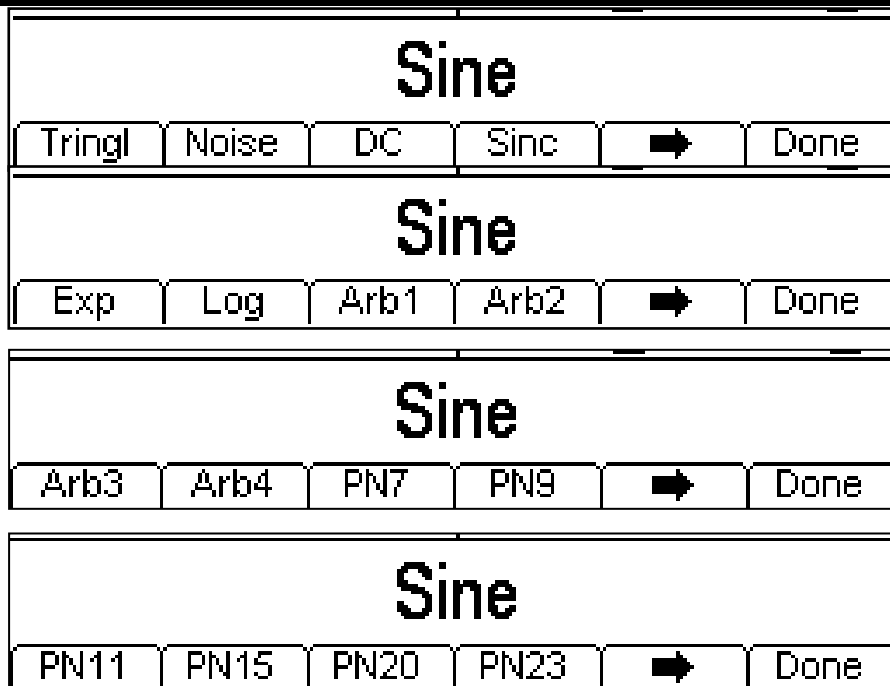 Sine
Tringl Noise DC Sinc ➡ Done
Sine
Exp Log Arb1 Arb2 ➡ Done
Sine
Arb3 Arb4 PN7 PN9 ➡ Done
Sine
PN11 PN15 PN20 PN23 ➡ Done